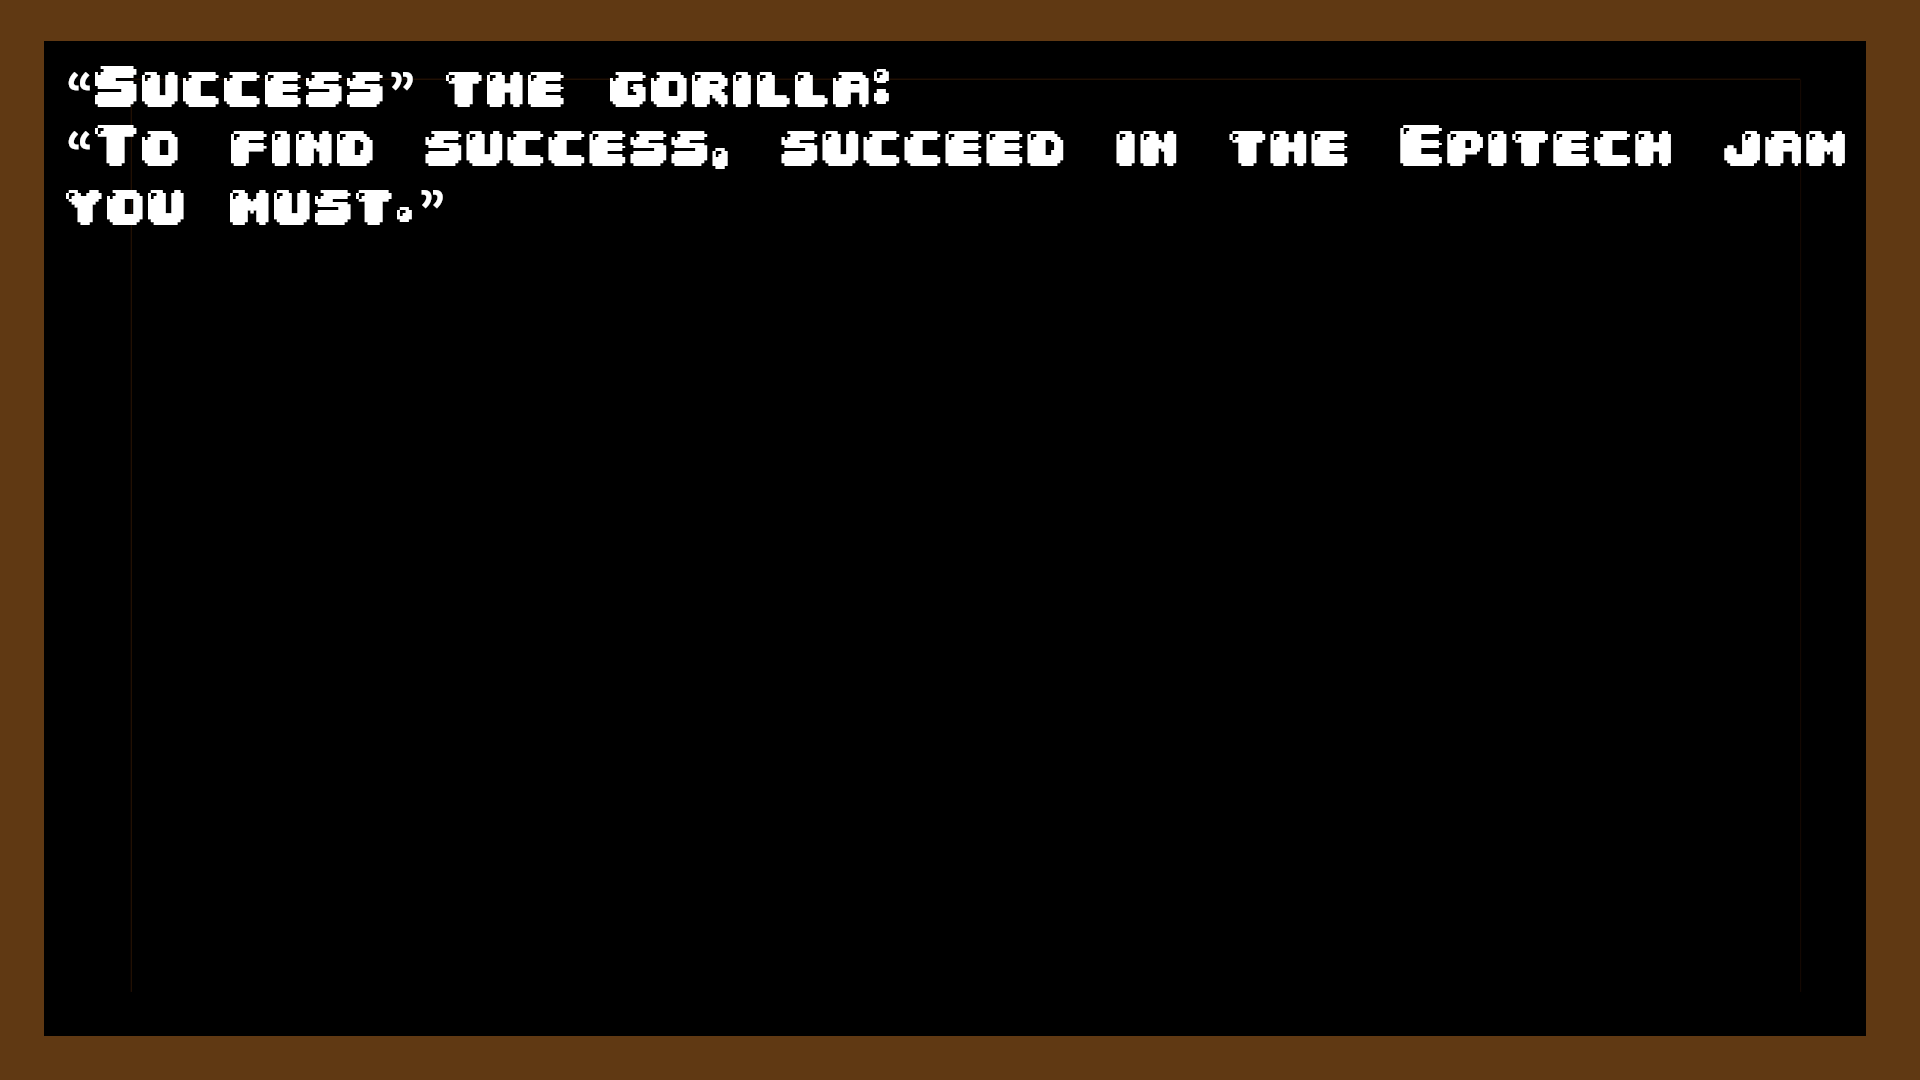 “Success” the gorilla:
“To find success, succeed in the Epitech jam
you must.”